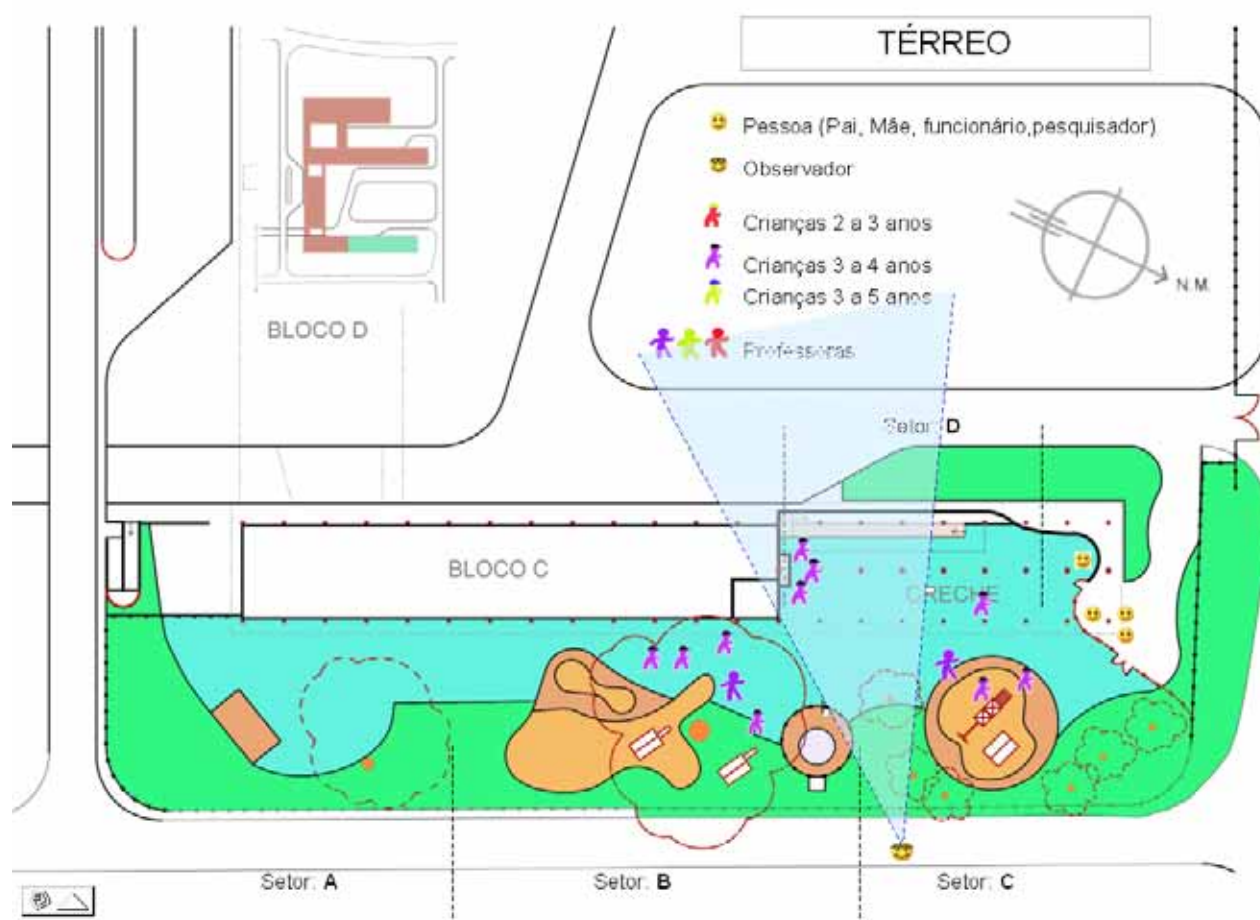 TÉRREO
Pessoa (Pai, Mãe, funcionário,pesquisador)
Observador
Crianças 2 a 3 anos
Crianças 3 a 4 anos
Crianças 3 a 5 anos
Professoras
N.M.
BLOCO D
Setor: D
BLOCO C
CRECHE
Setor: A
Setor: B
Setor: C